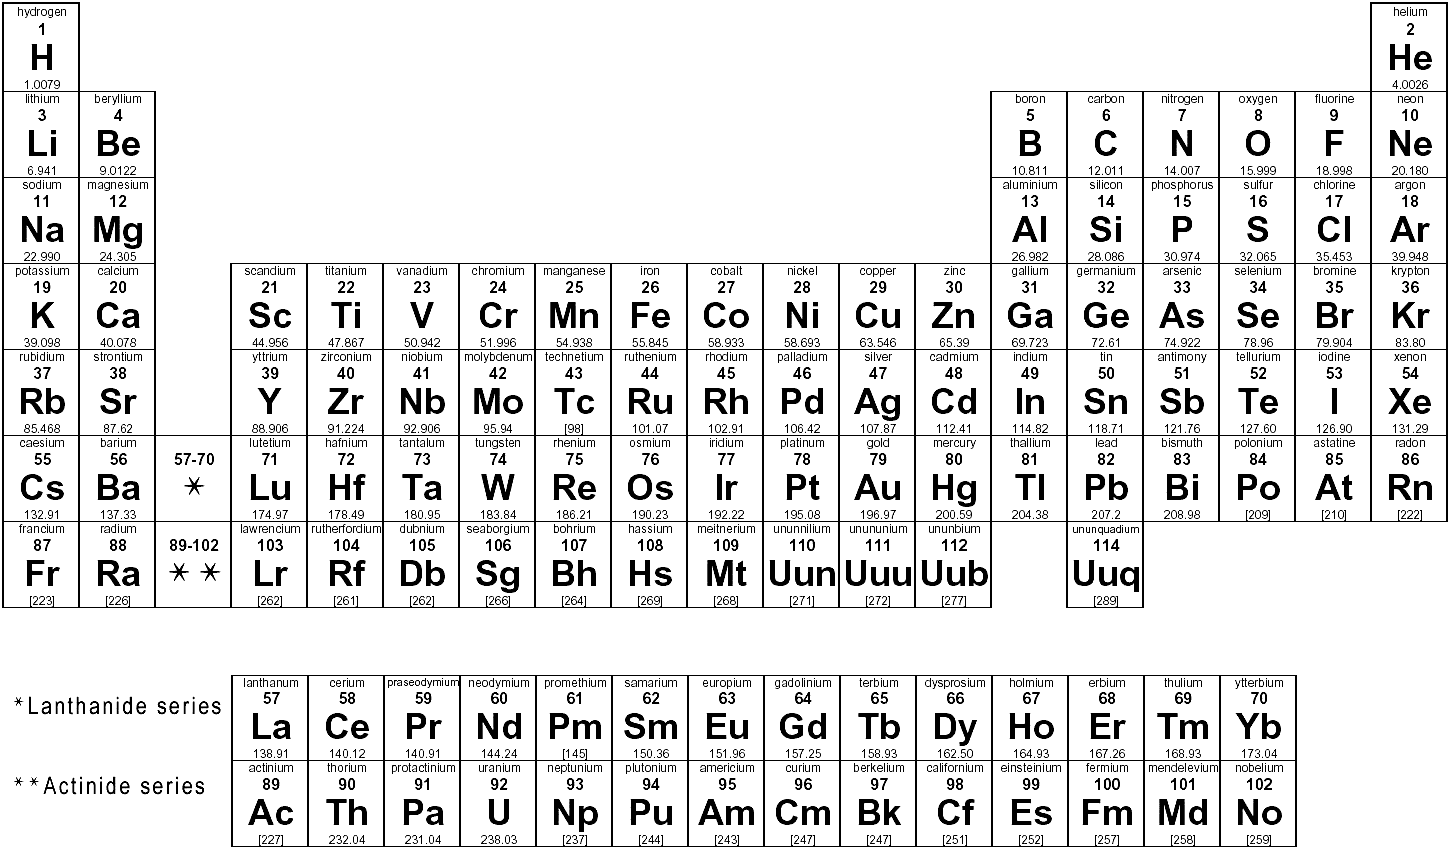 hydrogen helium
1 2
H He
1.0079 4.0026
lithium beryllium boron carbon nitrogen oxygen fluorine neon
3 4 5 6 7 8 9 10
Li Be B C N O F Ne
6.941 9.0122 10.811 12.011 14.007 15.999 18.998 20.180
sodium magnesium aluminium silicon phosphorus sulfur chlorine argon
11 12 13 14 15 16 17 18
Na Mg Al Si P S Cl Ar
22.990 24.305 26.982 28.086 30.974 32.065 35.453 39.948
potassium calcium scandium titanium vanadium chromium manganese iron cobalt nickel copper zinc gallium germanium arsenic selenium bromine krypton
19 20 21 22 23 24 25 26 27 28 29 30 31 32 33 34 35 36
K Ca Sc Ti V Cr Mn Fe Co Ni Cu Zn Ga Ge As Se Br Kr
39.098 40.078 44.956 47.867 50.942 51.996 54.938 55.845 58.933 58.693 63.546 65.39 69.723 72.61 74.922 78.96 79.904 83.80
rubidium strontium yttrium zirconium niobium molybdenum technetium ruthenium rhodium palladium silver cadmium indium tin antimony tellurium iodine xenon
37 38 39 40 41 42 43 44 45 46 47 48 49 50 51 52 53 54
Rb Sr Y Zr Nb Mo Tc Ru Rh Pd Ag Cd In Sn Sb Te I Xe
85.468 87.62 88.906 91.224 92.906 95.94 [98] 101.07 102.91 106.42 107.87 112.41 114.82 118.71 121.76 127.60 126.90 131.29
caesium barium lutetium hafnium tantalum tungsten rhenium osmium iridium platinum gold mercury thallium lead bismuth polonium astatine radon
55 56 57-70 71 72 73 74 75 76 77 78 79 80 81 82 83 84 85 86
Cs Ba * Lu Hf Ta W Re Os Ir Pt Au Hg Tl Pb Bi Po At Rn
132.91 137.33 174.97 178.49 180.95 183.84 186.21 190.23 192.22 195.08 196.97 200.59 204.38 207.2 208.98 [209] [210] [222]
francium radium lawrencium rutherfordium dubnium seaborgium bohrium hassium meitnerium ununnilium unununium ununbium ununquadium
87 88 89-102 103 104 105 106 107 108 109 110 111 112 114
Fr Ra * * Lr Rf Db Sg Bh Hs Mt Uun Uuu Uub Uuq
[223] [226] [262] [261] [262] [266] [264] [269] [268] [271] [272] [277] [289]
lanthanum cerium praseodymium neodymium promethium samarium europium gadolinium terbium dysprosium holmium erbium thulium ytterbium
57 58 59 60 61 62 63 64 65 66 67 68 69 70
*Lanthanide series
La Ce Pr Nd Pm Sm Eu Gd Tb Dy Ho Er Tm Yb
138.91 140.12 140.91 144.24 [145] 150.36 151.96 157.25 158.93 162.50 164.93 167.26 168.93 173.04
actinium thorium protactinium uranium neptunium plutonium americium curium berkelium californium einsteinium fermium mendelevium nobelium
89 90 91 92 93 94 95 96 97 98 99 100 101 102
**Actinide series
Ac Th Pa U Np Pu Am Cm Bk Cf Es Fm Md No
[227] 232.04 231.04 238.03 [237] [244] [243] [247] [247] [251] [252] [257] [258] [259]